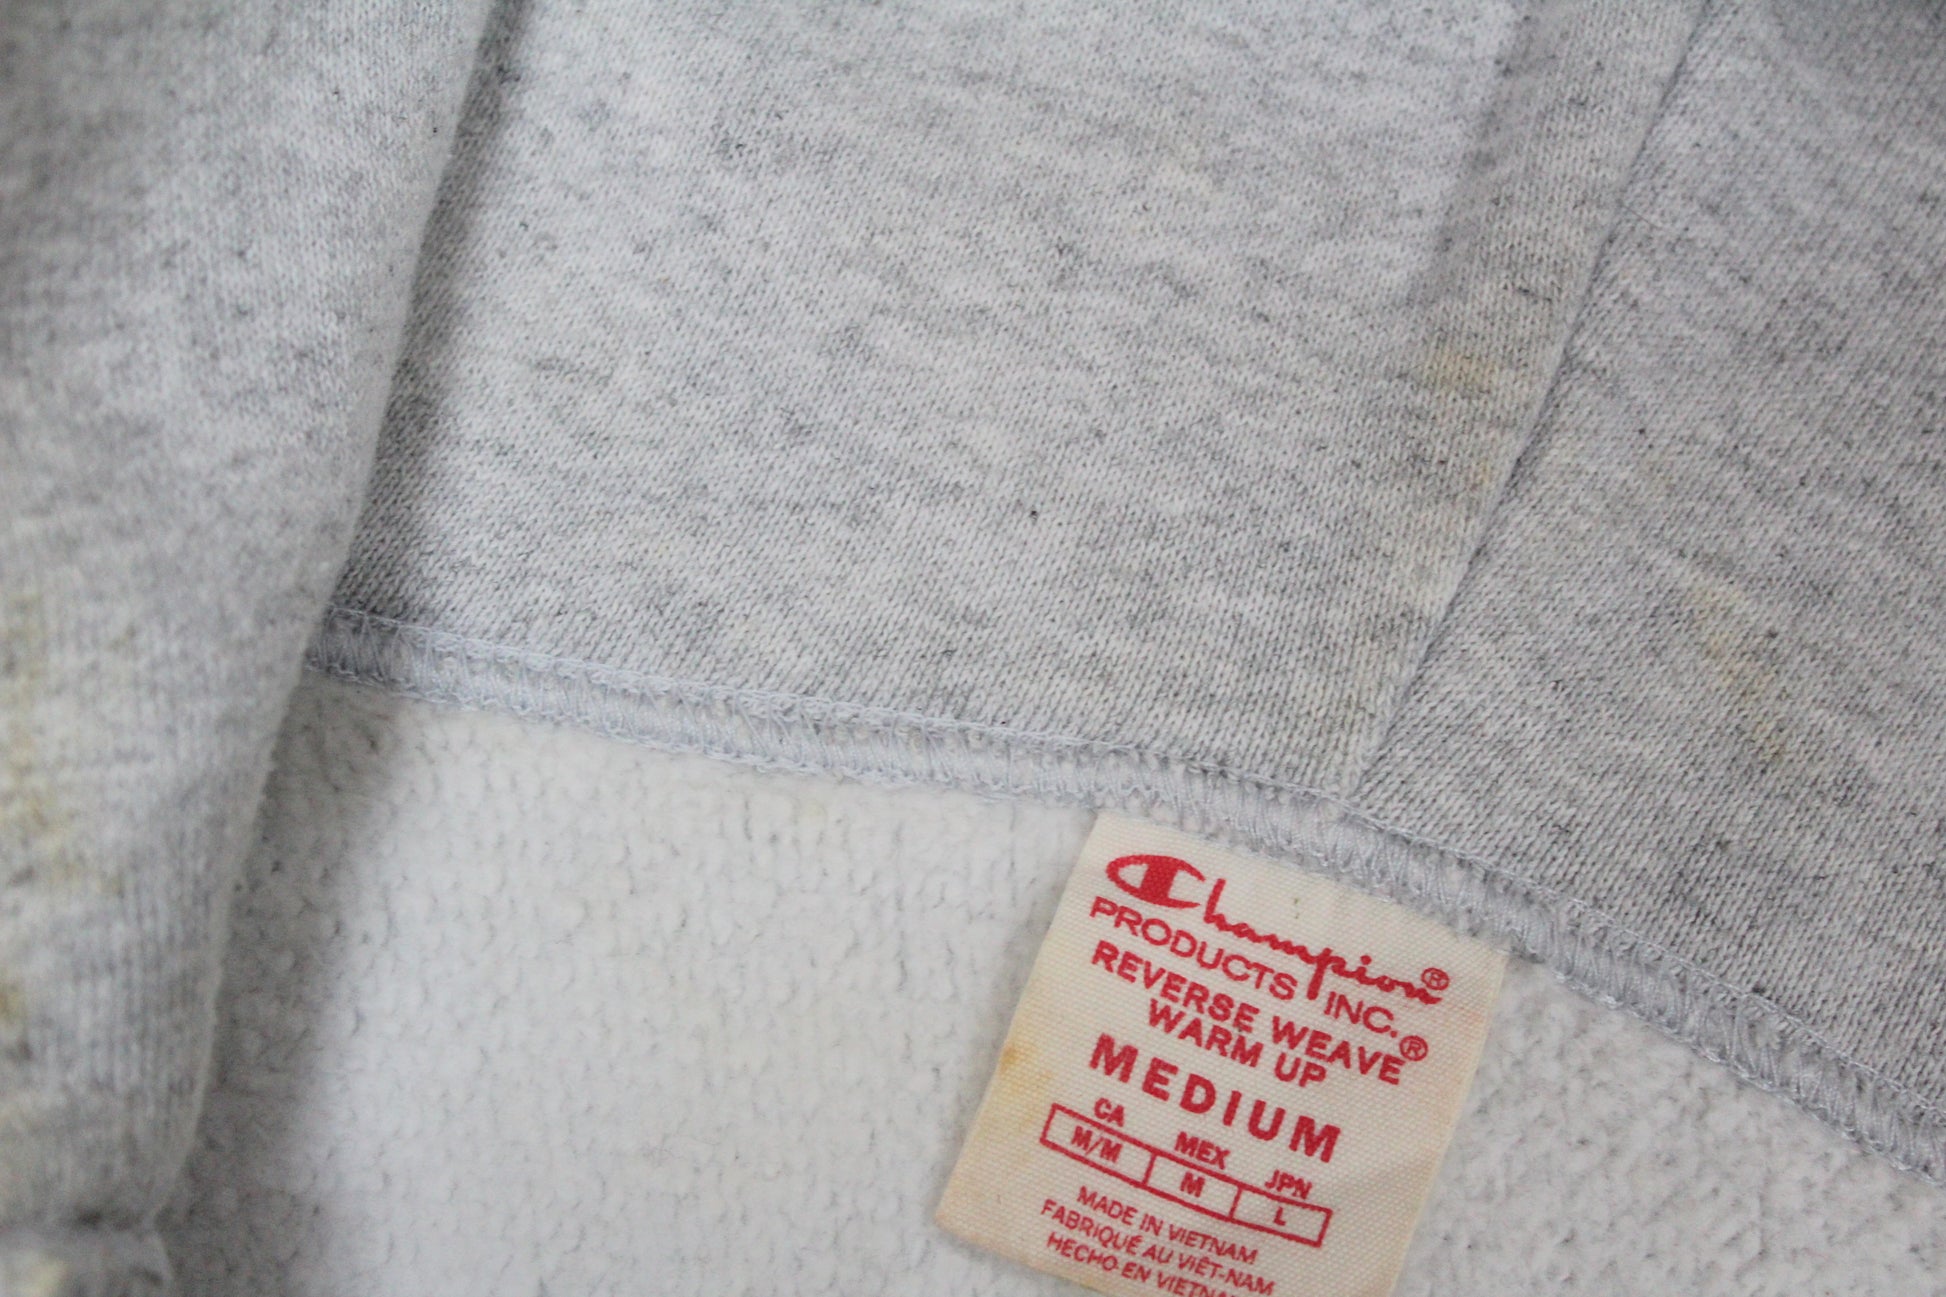 Champion®
PRODUCTS INC.
REVERSE WEAVE®
WARM UP
MEDIUM
CA MEX JPN
M/M M L
MADE IN VIETNAM
FABRIQUÉ AU VIÊT-NAM
HECHO EN VIETNAM